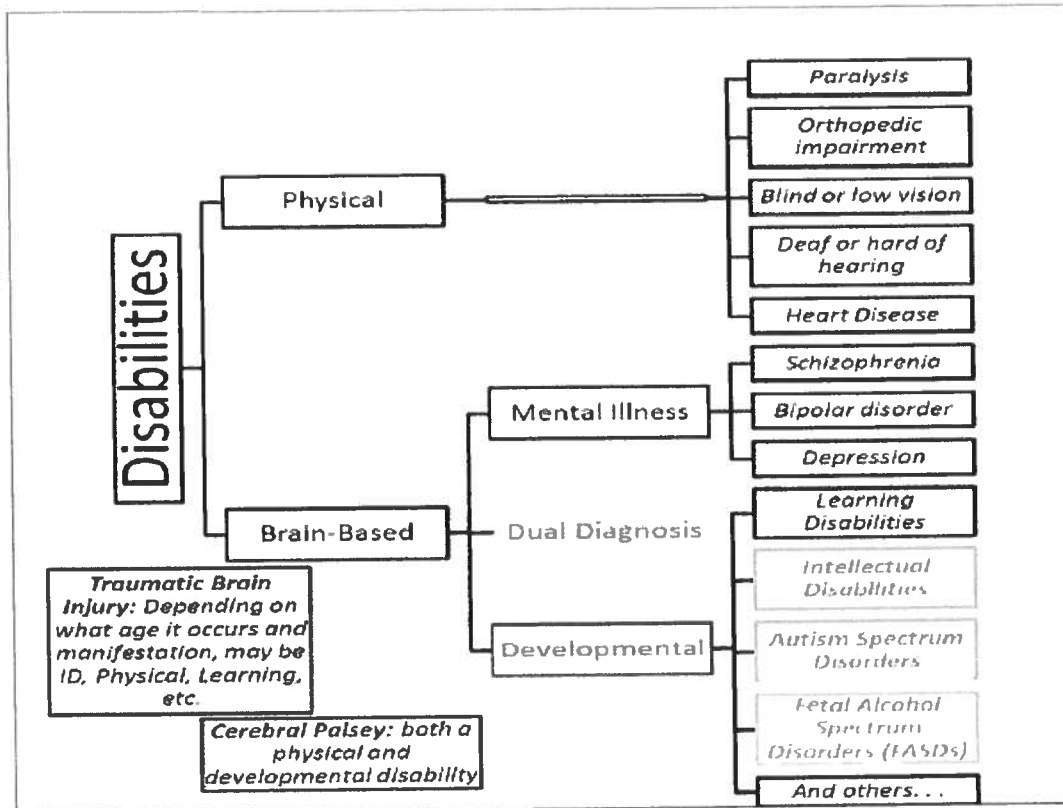 Disabilities
Physical
Paralysis
Orthopedic
impairment
Blind or low vision
Deaf or hard of
hearing
Heart Disease
Brain-Based
Mental Illness
Schizophrenia
Bipolar disorder
Depression
Dual Diagnosis
Developmental
Learning
Disabilities
Intellectual
Disabilities
Autism Spectrum
Disorders
Fetal Alcohol
Spectrum
Disorders (FASDs)
And others...
Traumatic Brain
Injury: Depending on
what age it occurs and
manifestation, may be
ID, Physical, Learning,
etc.
Cerebral Palsey: both a
physical and
developmental disability